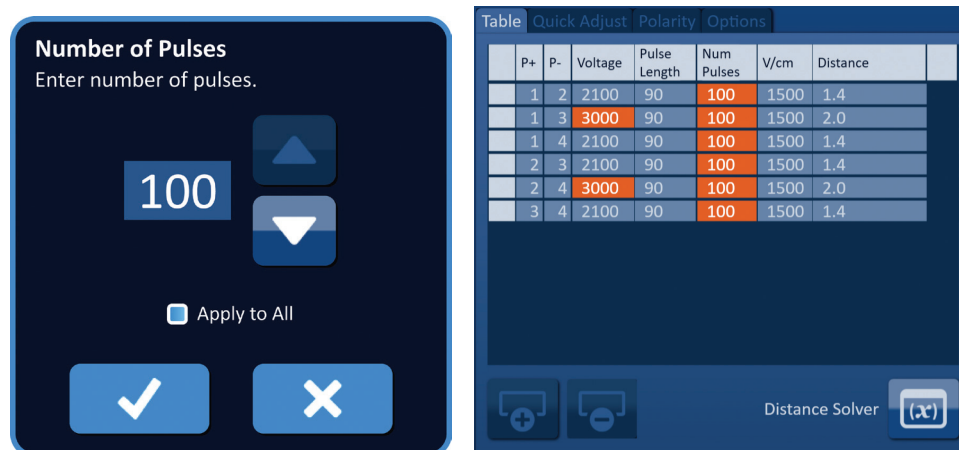 Number of Pulses
Enter number of pulses.
100
Apply to All
Table Quick Adjust Polarity Options
P+ P- Voltage Pulse Length Num Pulses V/cm Distance
1 2 2100 90 100 1500 1.4
1 3 3000 90 100 1500 2.0
1 4 2100 90 100 1500 1.4
2 3 2100 90 100 1500 1.4
2 4 3000 90 100 1500 2.0
3 4 2100 90 100 1500 1.4
Distance Solver (x)